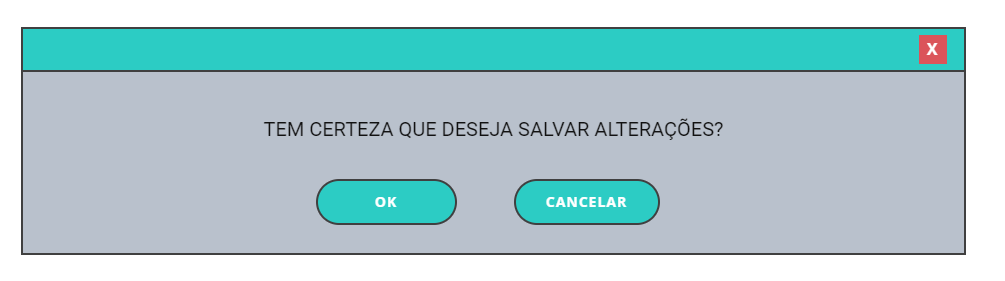 X
TEM CERTEZA QUE DESEJA SALVAR ALTERAÇÕES?
OK
CANCELAR